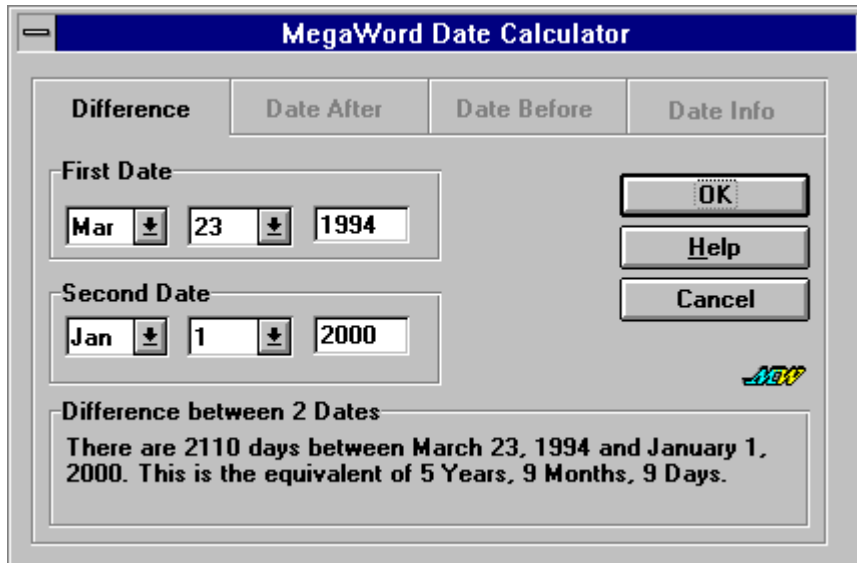 MegaWord Date Calculator
Difference
Date After
Date Before
Date Info
First Date
Mar
23
1994
OK
Help
Second Date
Cancel
Jan
1
2000
Difference between 2 Dates
There are 2110 days between March 23, 1994 and January 1,
2000. This is the equivalent of 5 Years, 9 Months, 9 Days.